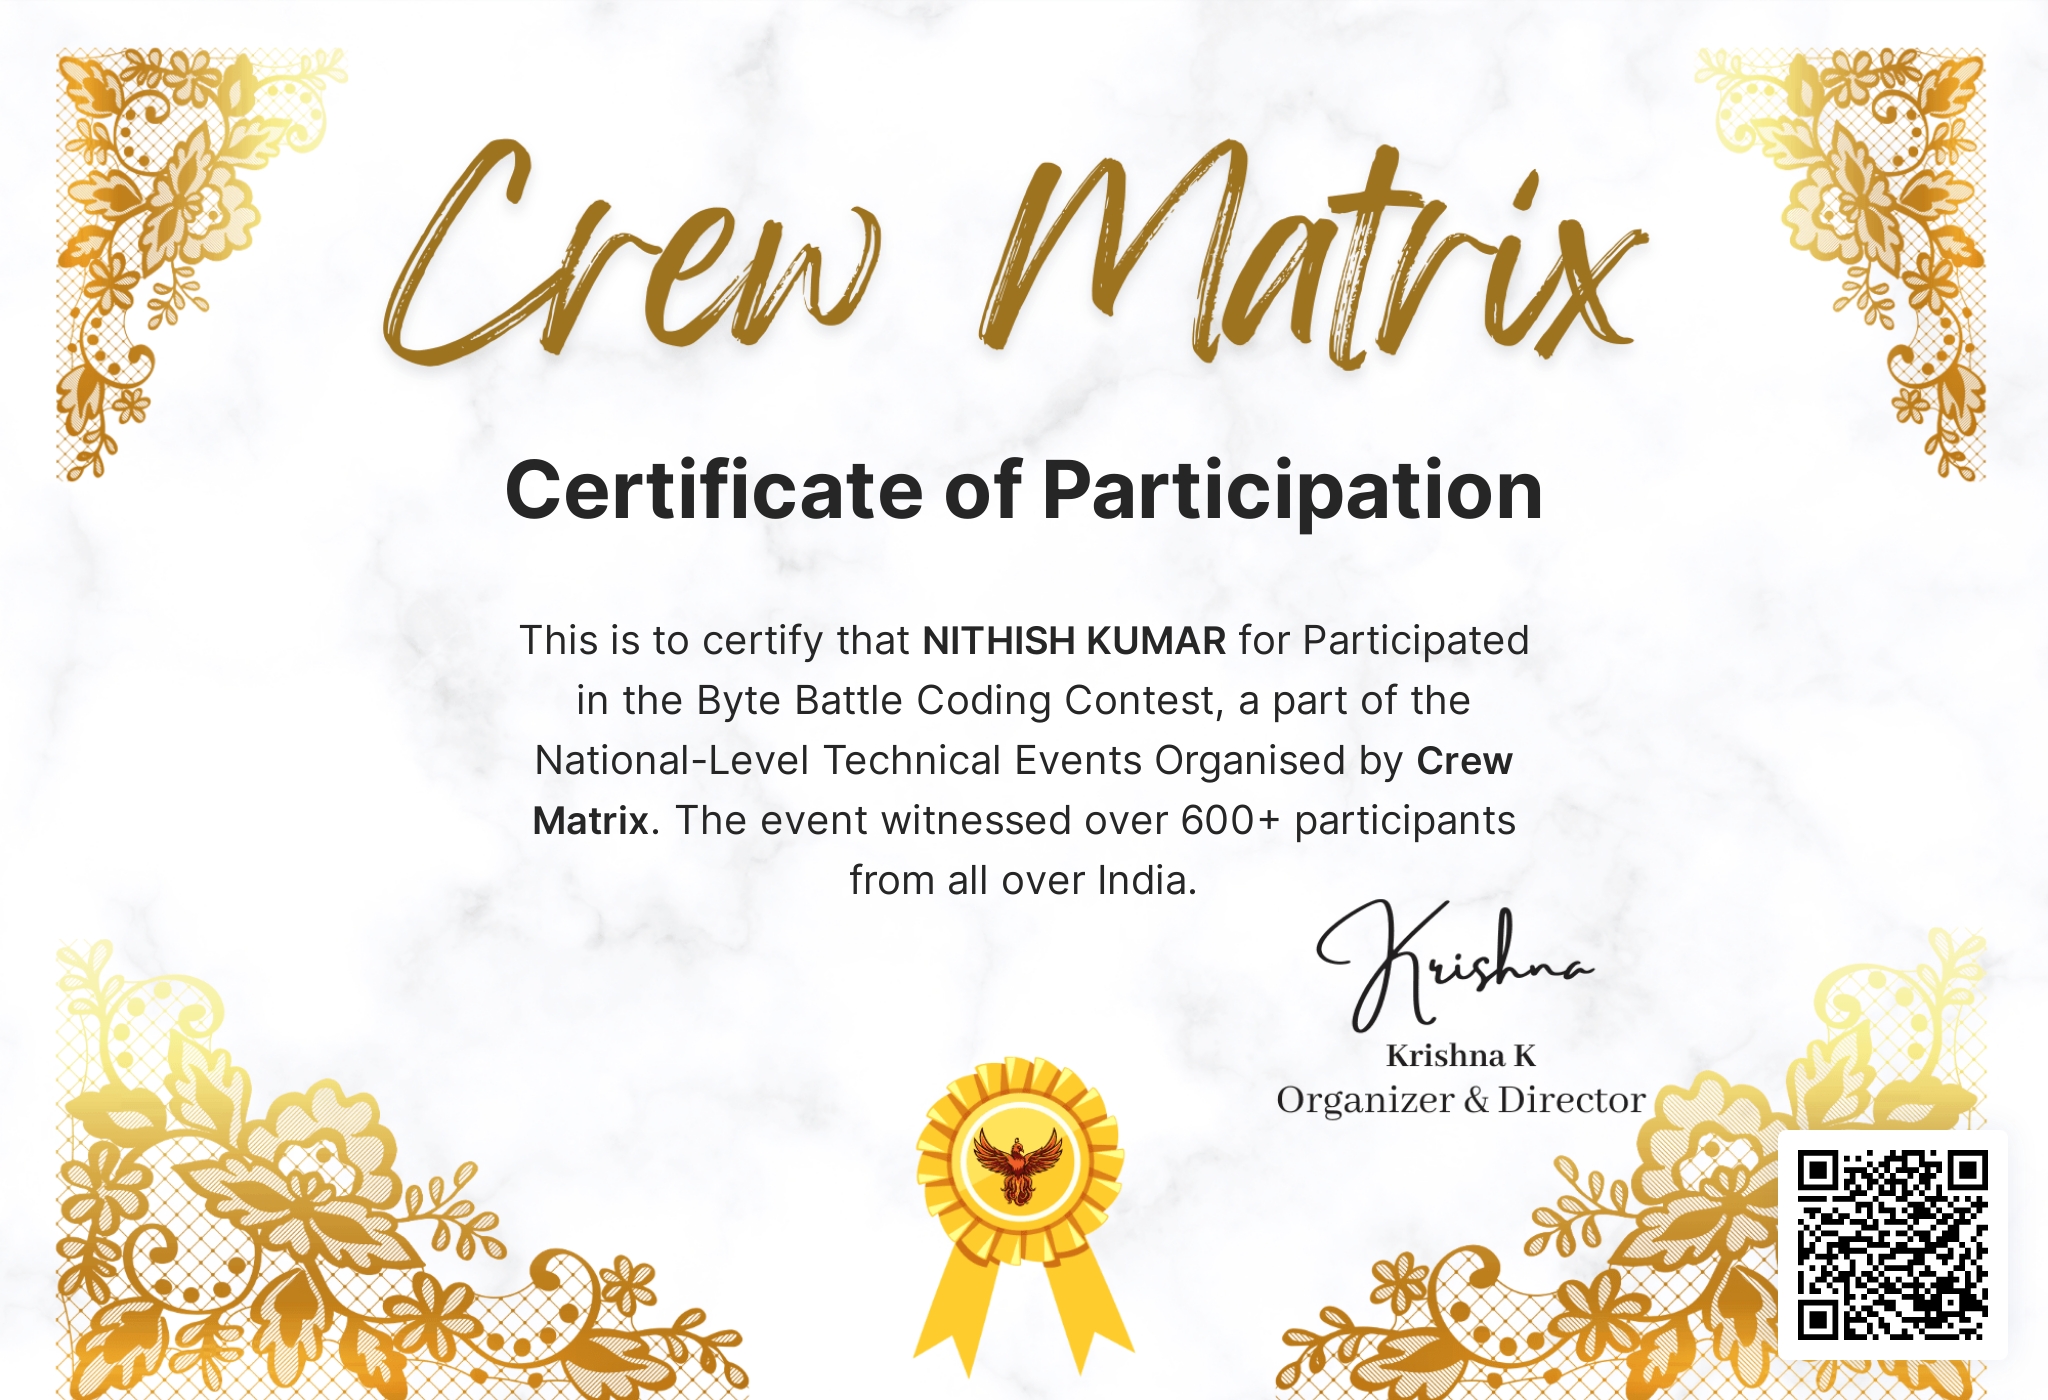 Crew Matrix
Certificate of Participation
This is to certify that NITHISH KUMAR for Participated
in the Byte Battle Coding Contest, a part of the
National-Level Technical Events Organised by Crew
Matrix. The event witnessed over 600+ participants
from all over India.
Krishna
Krishna K
Organizer & Director